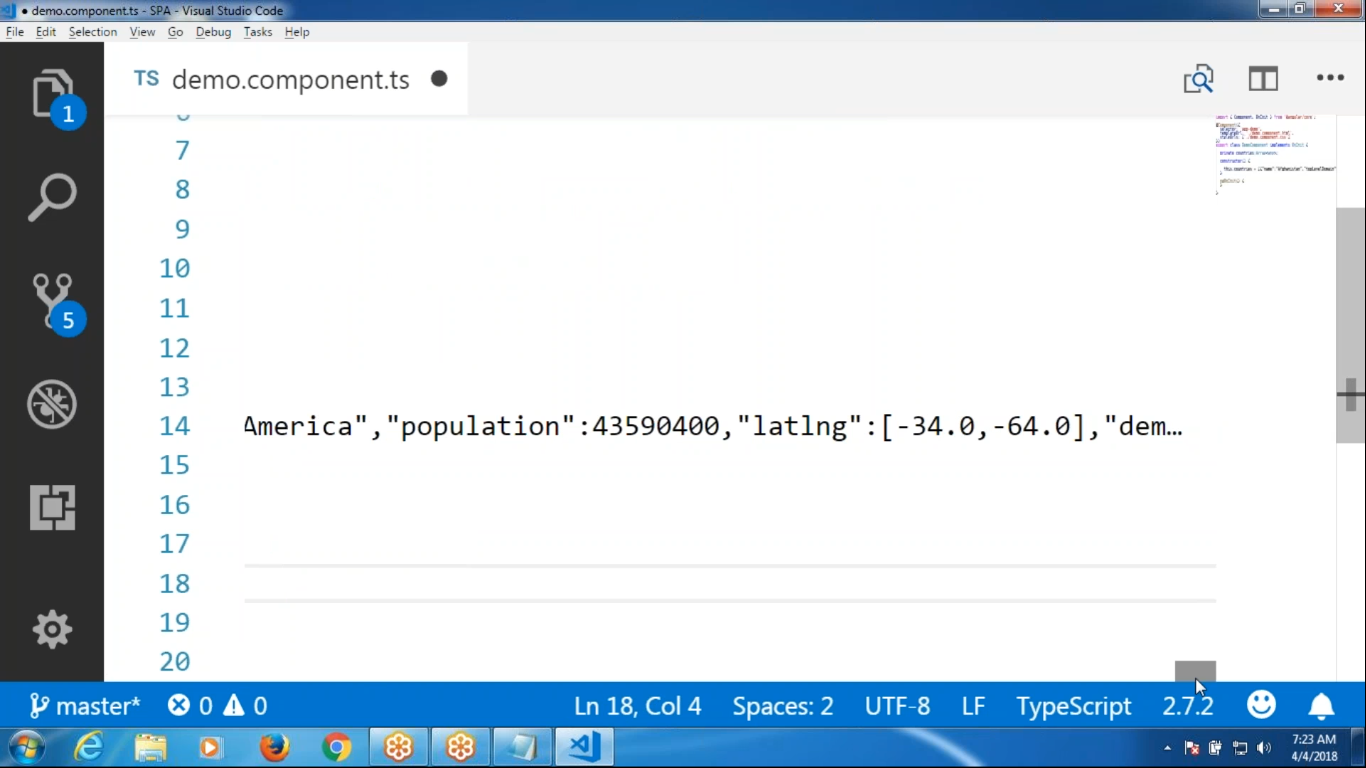 demo.component.ts - SPA - Visual Studio Code
File Edit Selection View Go Debug Tasks Help
TS demo.component.ts
1
5
6
7
8
9
10
11
12
13
14 America","population":43590400,"latlng":[-34.0,-64.0],"dem…
15
16
17
18
19
20
master* 0 0 Ln 18, Col 4 Spaces: 2 UTF-8 LF TypeScript 2.7.2
7:23 AM
4/4/2018